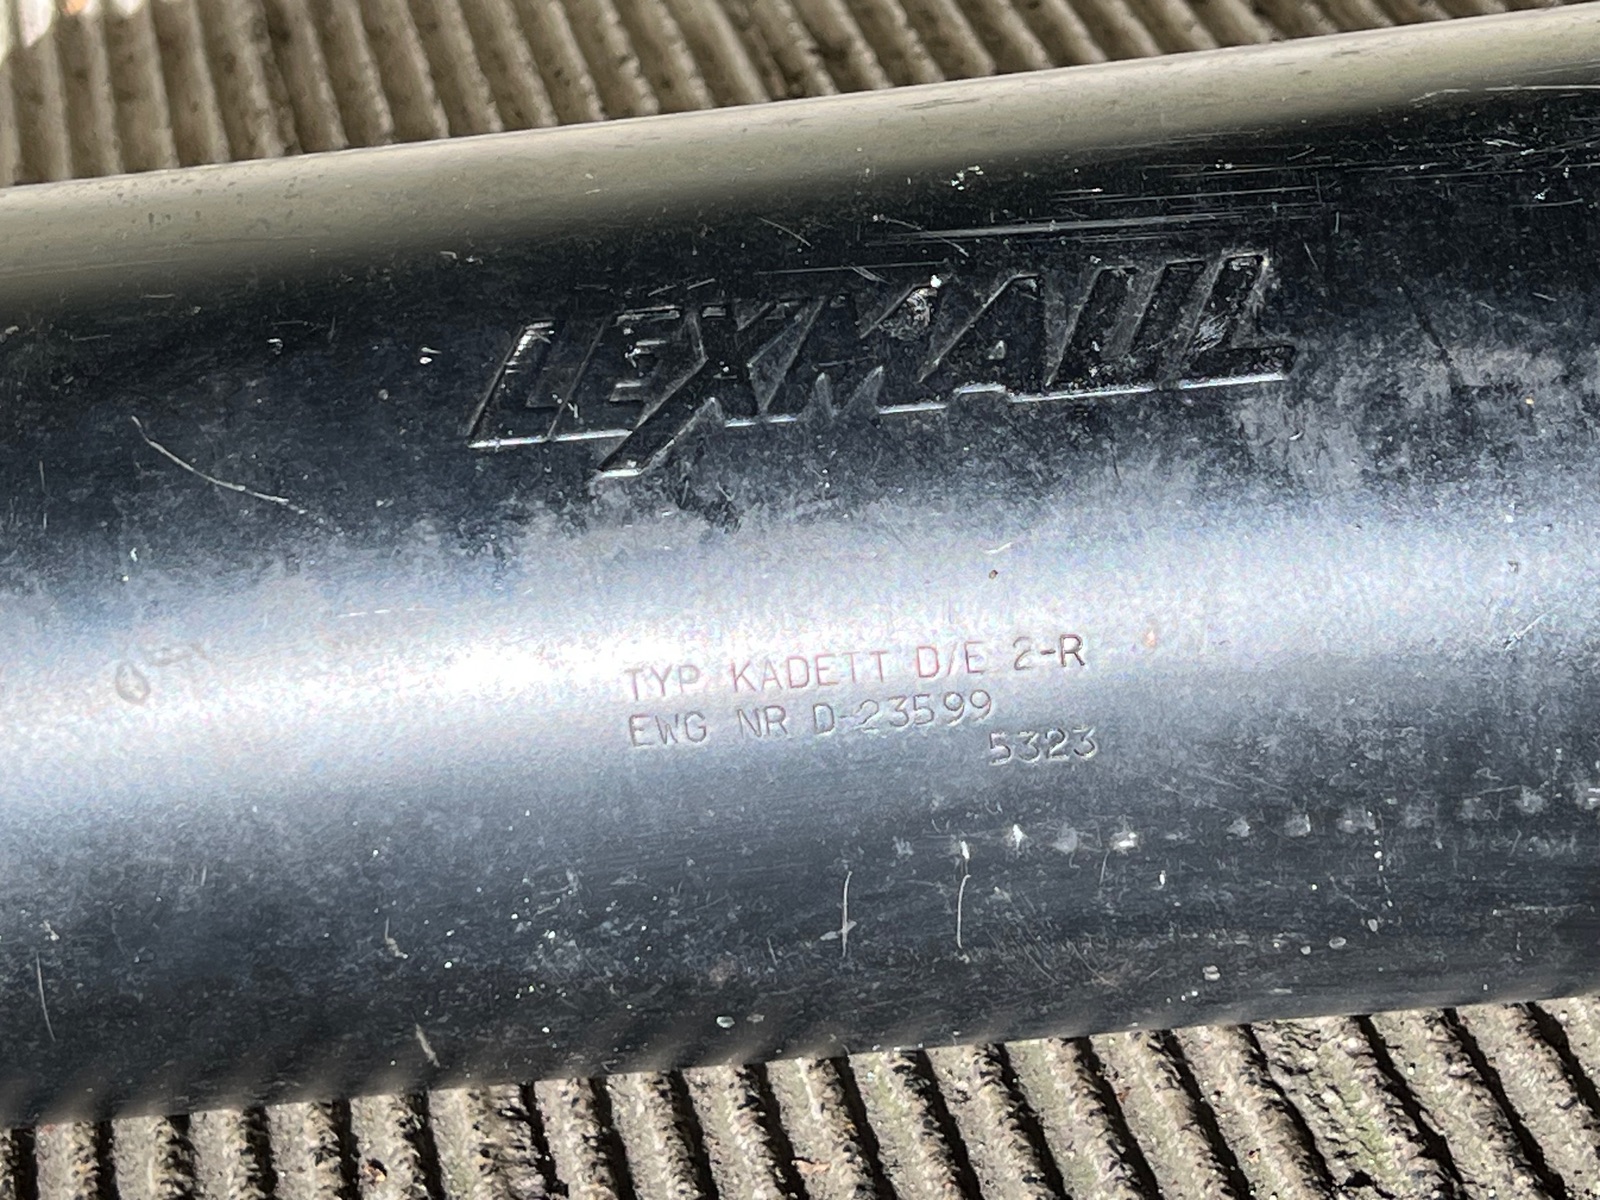 LEXMAUL
TYP KADETT D/E 2-R
EWG NR D-23599
5323